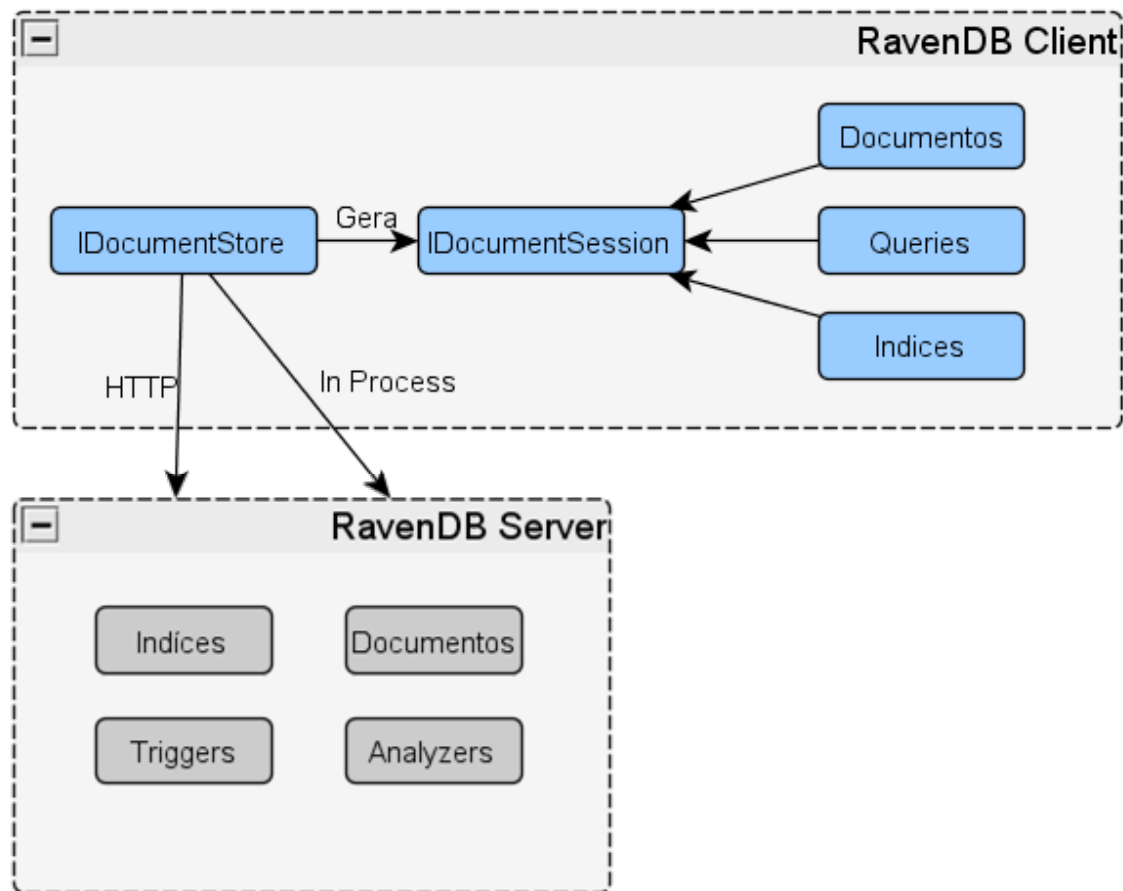 RavenDB Client
Documentos
Gera
IDocumentStore
IDocumentSession
Queries
Indices
HTTP
In Process
RavenDB Server
Indíces
Documentos
Triggers
Analyzers